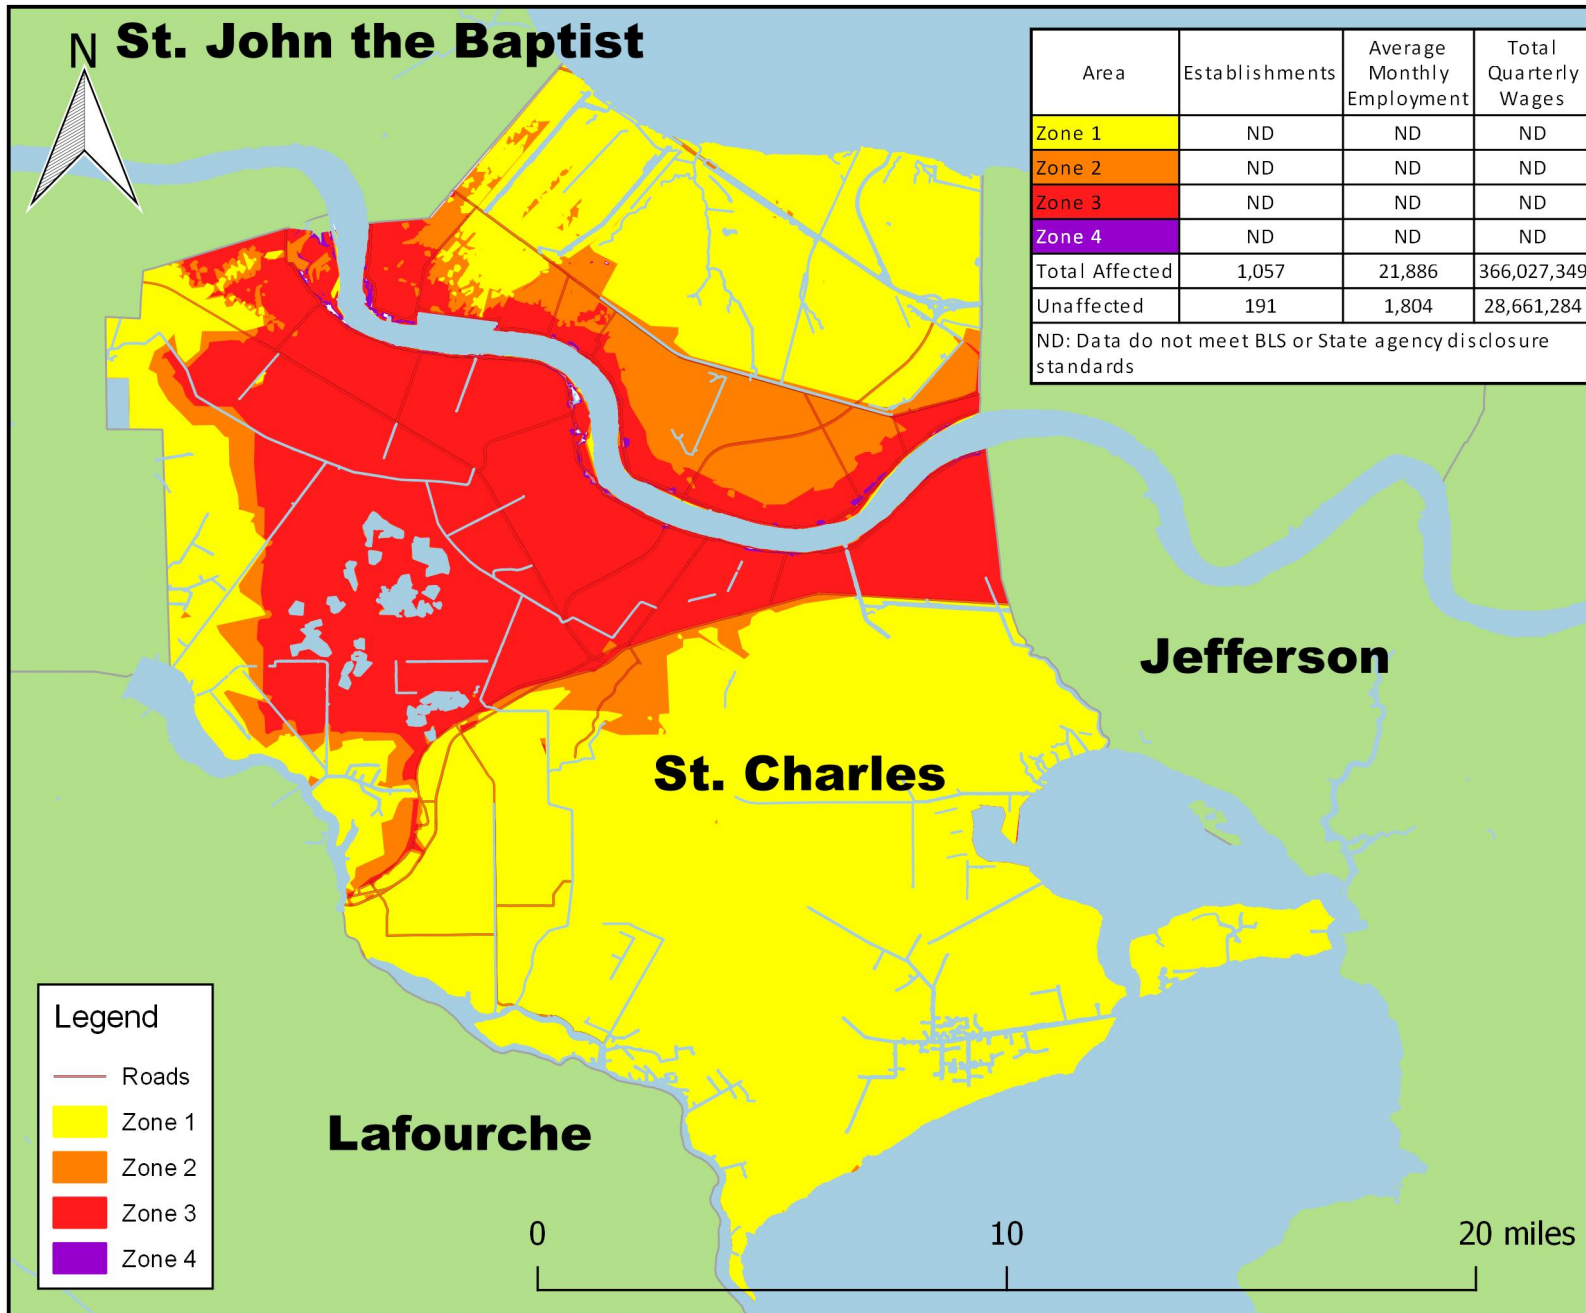 N
St. John the Baptist
Area
Establishments
Average
Monthly
Employment
Total
Quarterly
Wages
Zone 1 ND ND ND
Zone 2 ND ND ND
Zone 3 ND ND ND
Zone 4 ND ND ND
Total Affected 1,057 21,886 366,027,349
Unaffected 191 1,804 28,661,284
ND: Data do not meet BLS or State agency disclosure
standards
Jefferson
St. Charles
Lafourche
Legend
Roads
Zone 1
Zone 2
Zone 3
Zone 4
0 10 20 miles